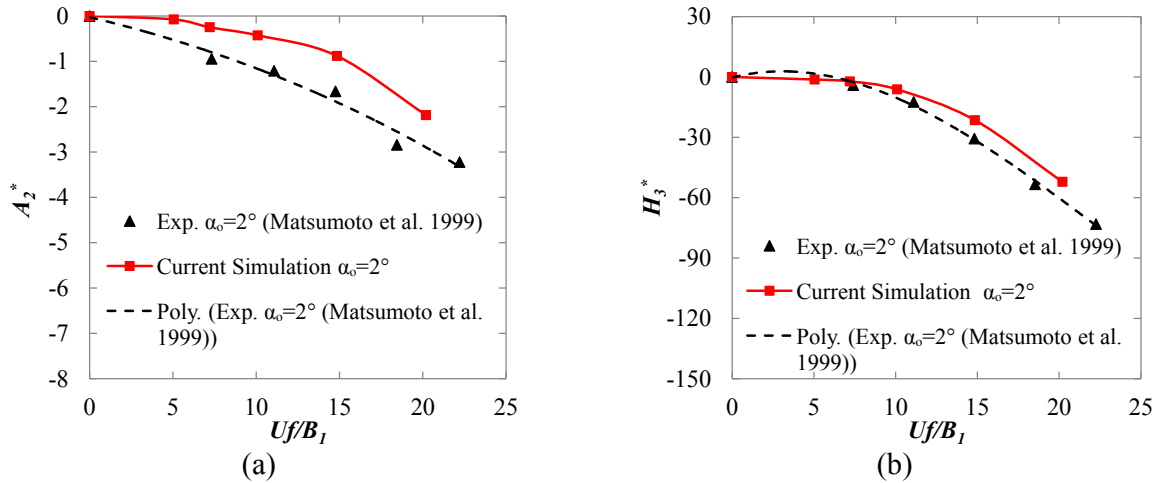 0
-1
-2
-3
-4
-5
-6
-7
-8
A₂*
Exp. αₒ=2° (Matsumoto et al. 1999)
Current Simulation αₒ=2°
Poly. (Exp. αₒ=2° (Matsumoto et al.
1999))
0 5 10 15 20 25
Uf/B₁
(a)
30
0
-30
-60
-90
-120
-150
H₃*
Exp. αₒ=2° (Matsumoto et al. 1999)
Current Simulation αₒ=2°
Poly. (Exp. αₒ=2° (Matsumoto et al.
1999))
0 5 10 15 20 25
Uf/B₁
(b)